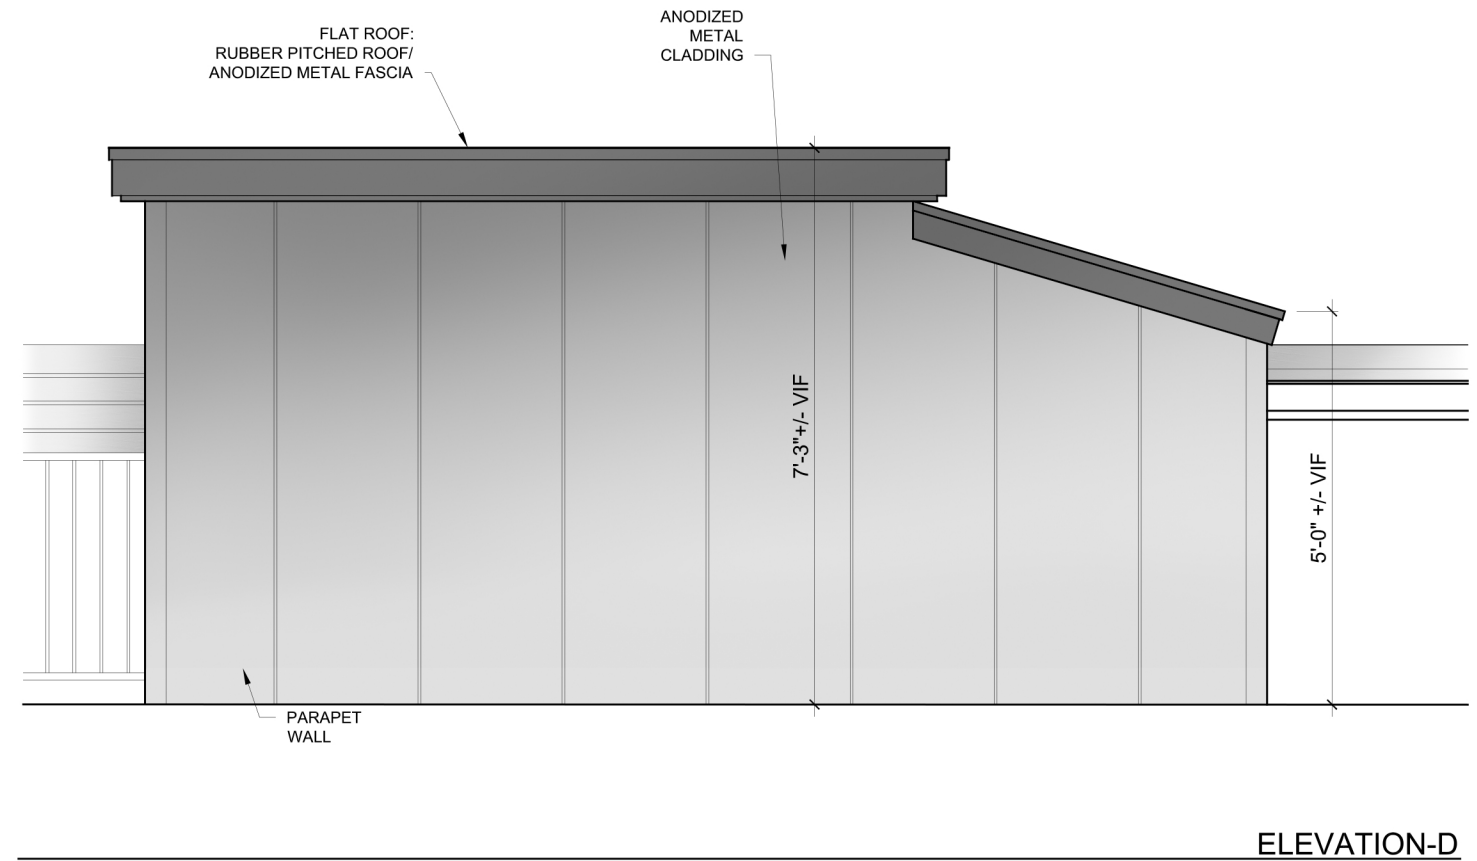 ANODIZED
METAL
CLADDING
FLAT ROOF:
RUBBER PITCHED ROOF/
ANODIZED METAL FASCIA
7'-3"+/- VIF
5'-0" +/- VIF
PARAPET
WALL
ELEVATION-D